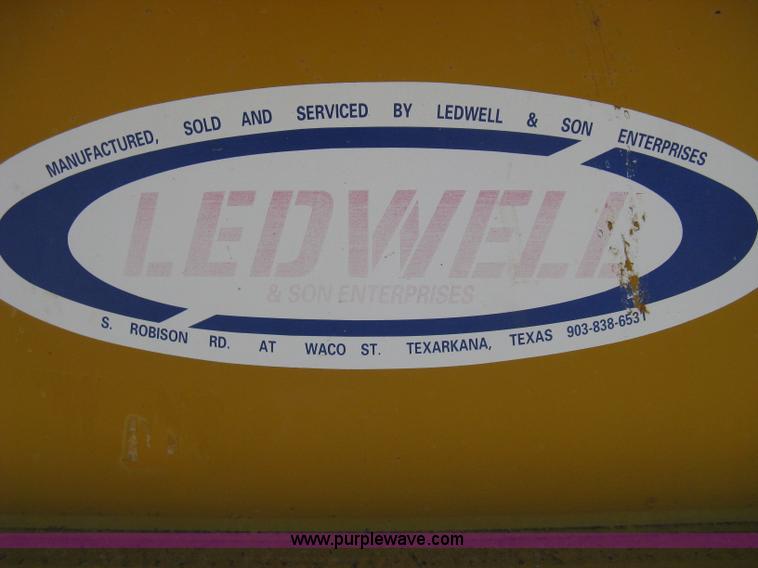 MANUFACTURED, SOLD AND SERVICED BY LEDWELL & SON ENTERPRISES
LEDWELL
& SON ENTERPRISES
S. ROBISON RD. AT WACO ST. TEXARKANA, TEXAS 903-838-6531
www.purplewave.com